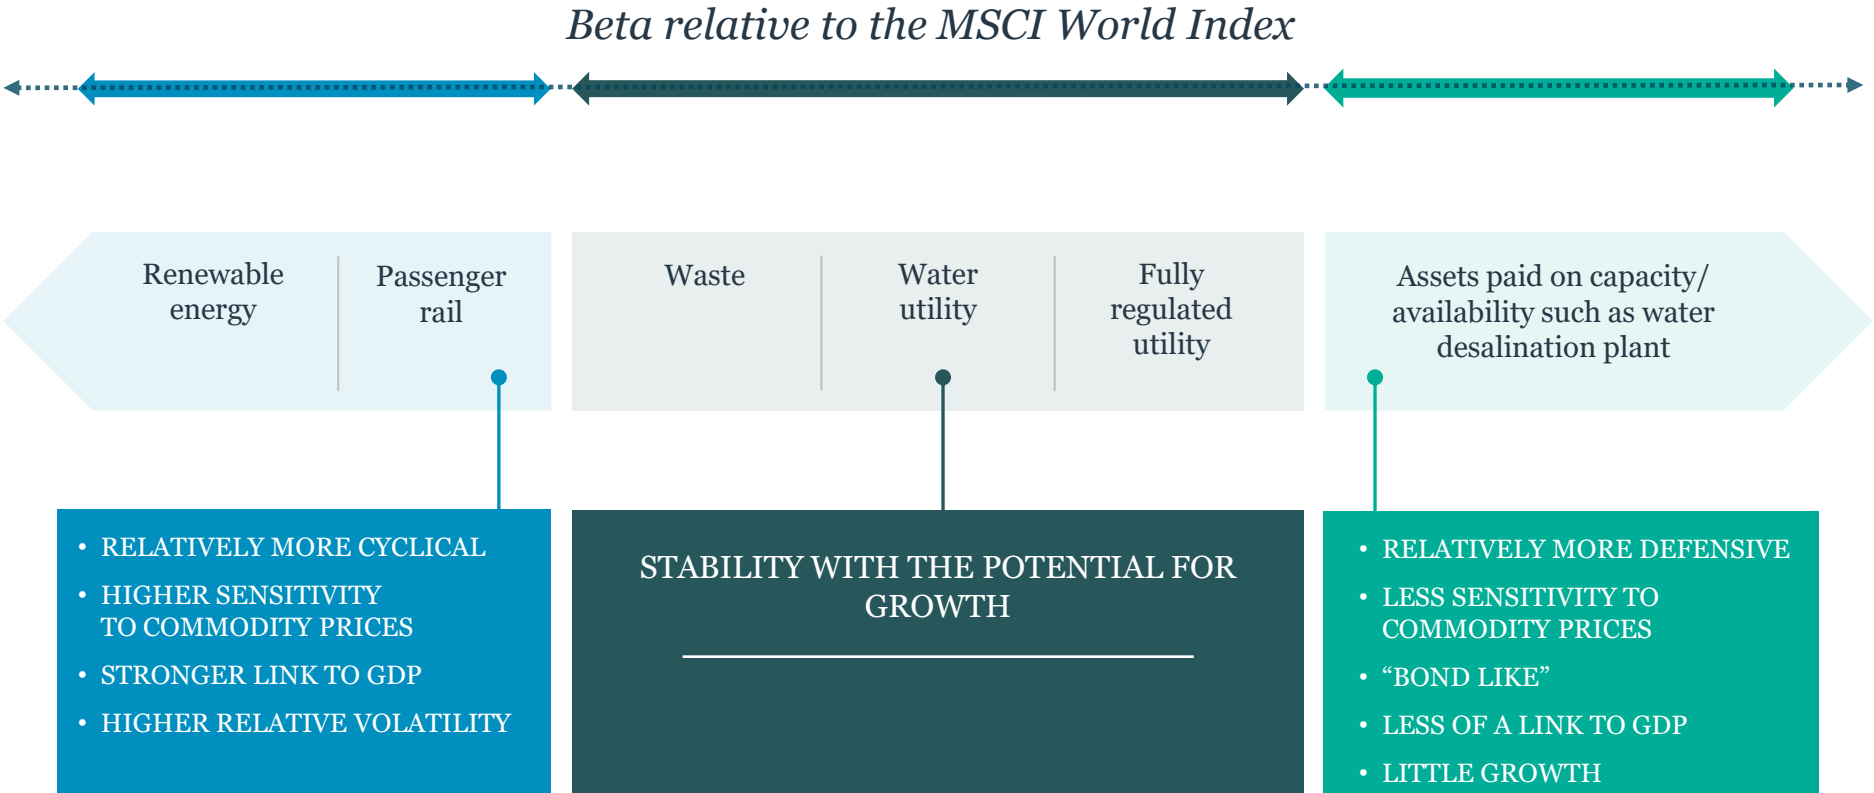 Beta relative to the MSCI World Index
Renewable
energy
Passenger
rail
Waste
Water
utility
Fully
regulated
utility
Assets paid on capacity/
availability such as water
desalination plant
• RELATIVELY MORE CYCLICAL
• HIGHER SENSITIVITY
TO COMMODITY PRICES
• STRONGER LINK TO GDP
• HIGHER RELATIVE VOLATILITY
STABILITY WITH THE POTENTIAL FOR
GROWTH
• RELATIVELY MORE DEFENSIVE
• LESS SENSITIVITY TO
COMMODITY PRICES
• “BOND LIKE”
• LESS OF A LINK TO GDP
• LITTLE GROWTH